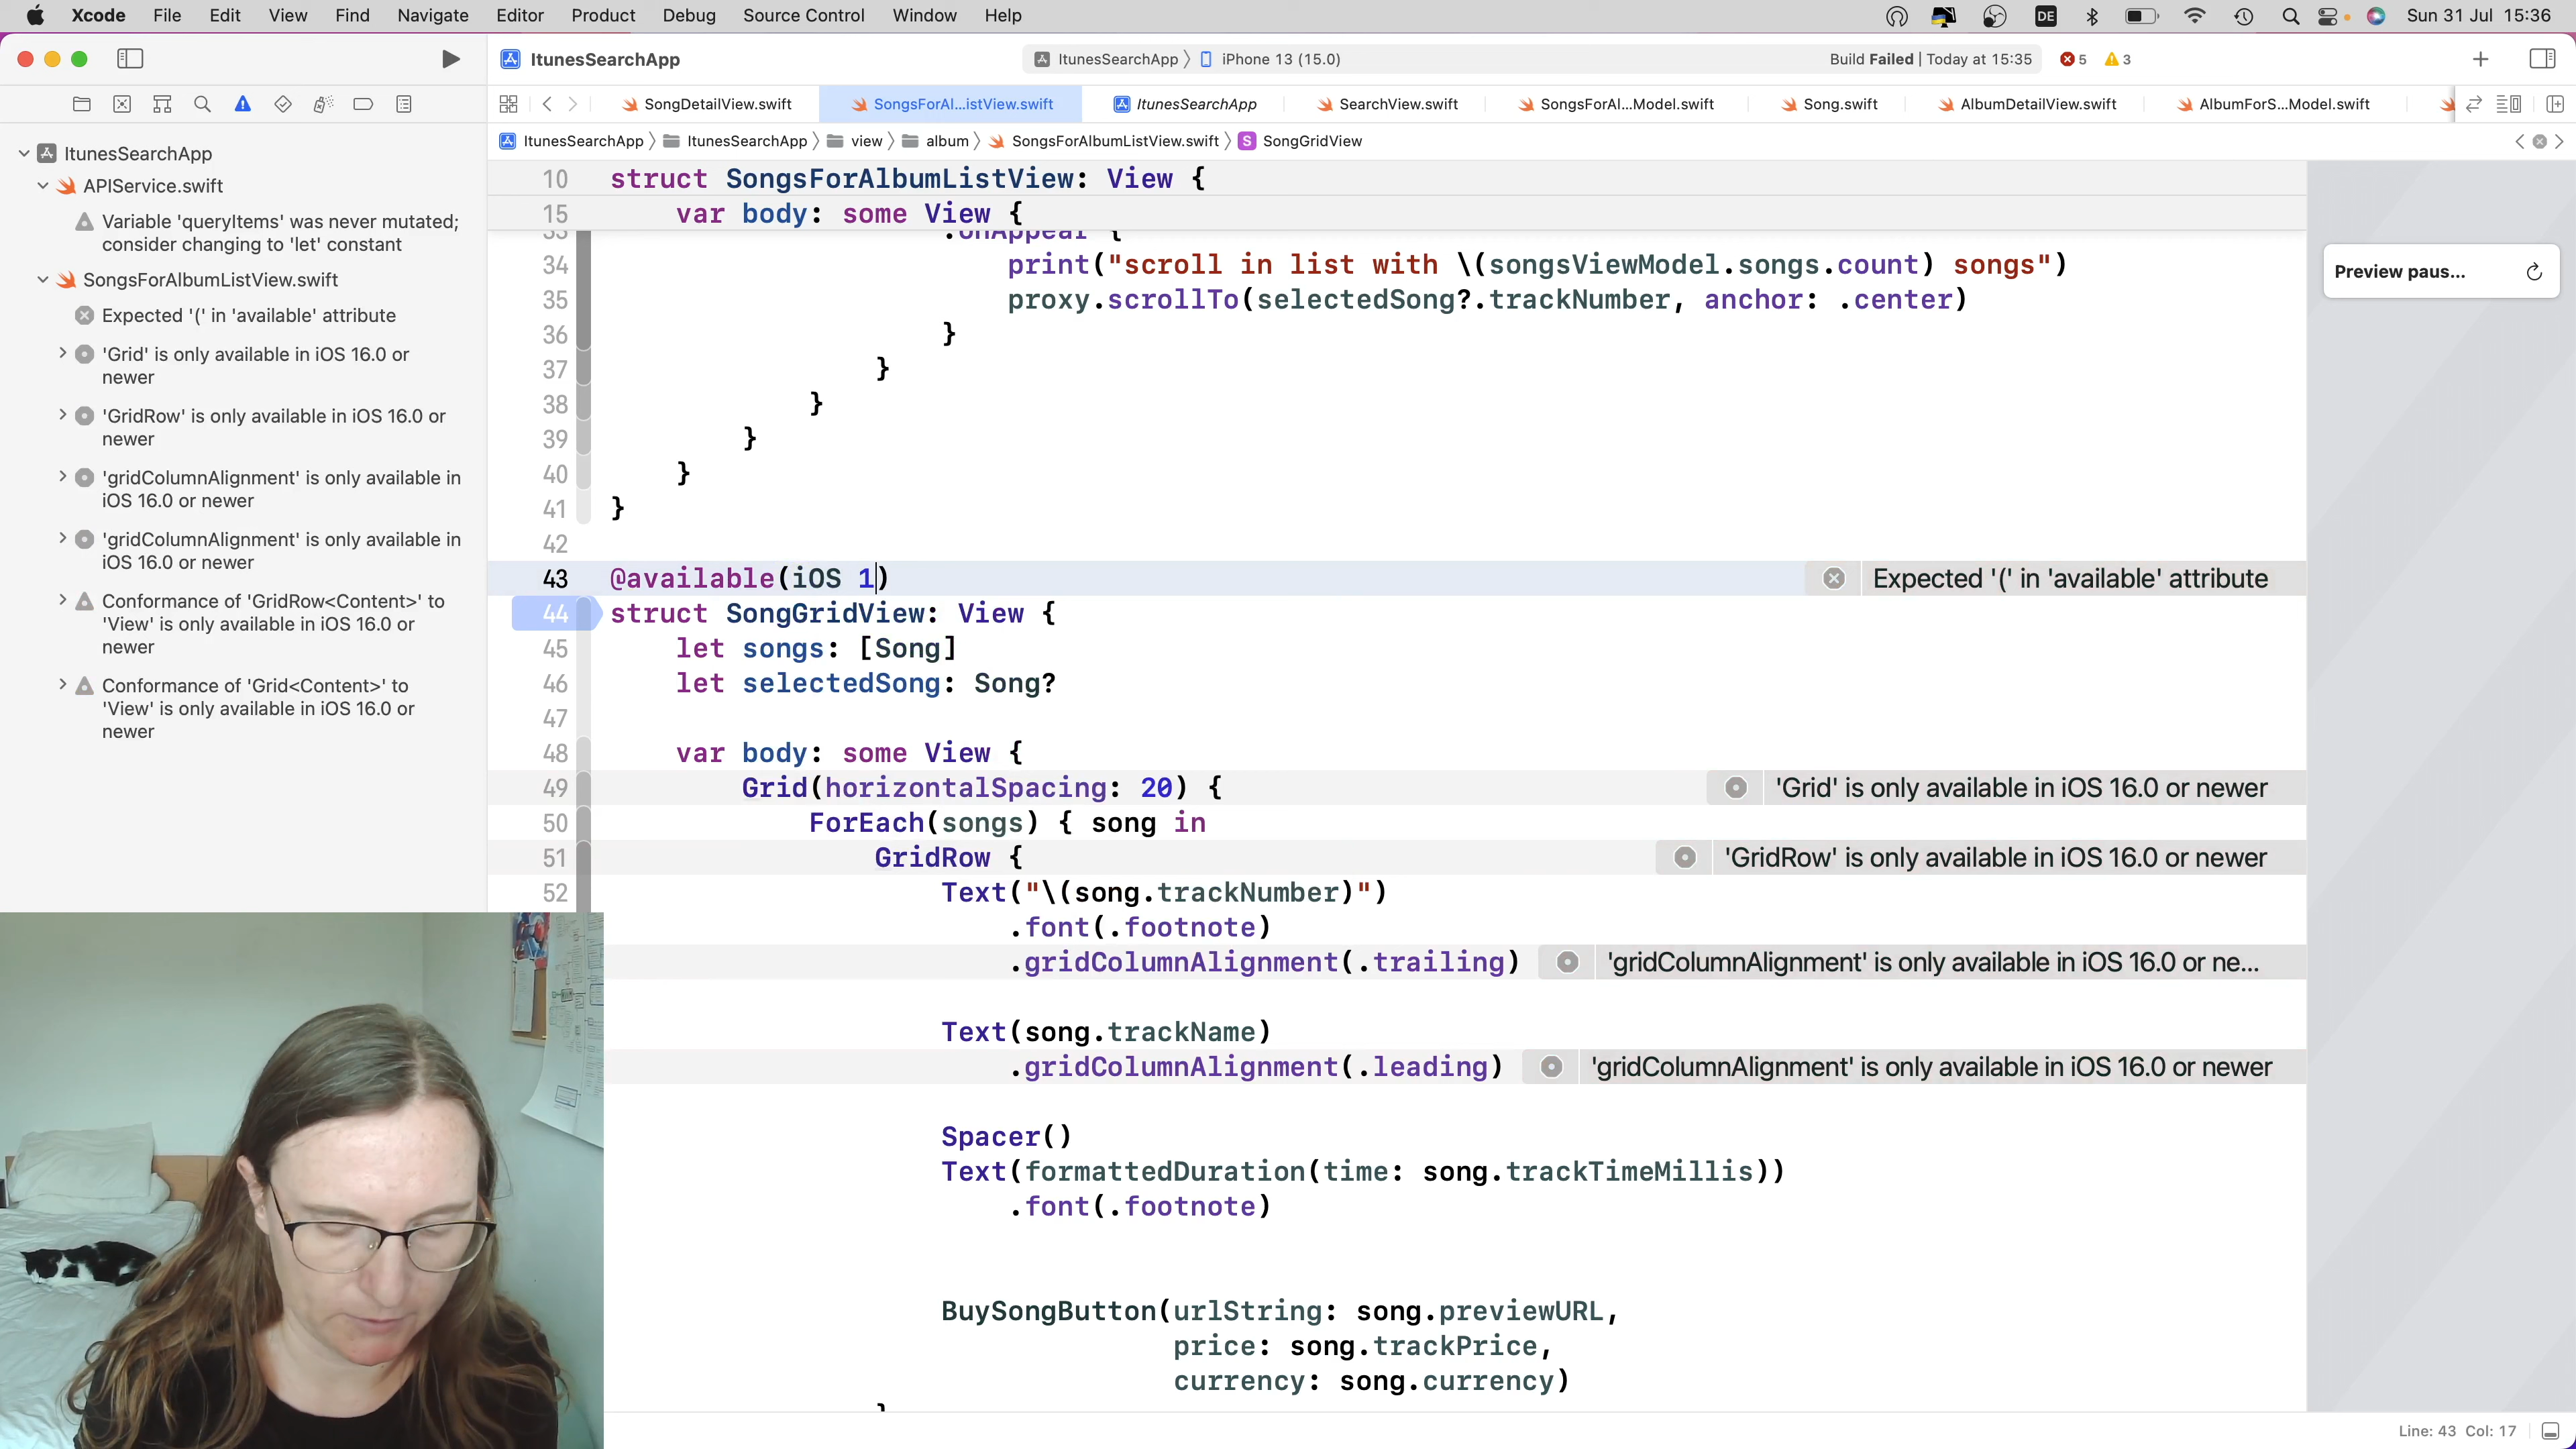 Xcode File Edit View Find Navigate Editor Product Debug Source Control Window Help DE Sun 31 Jul 15:36
ItunesSearchApp ItunesSearchApp iPhone 13 (15.0) Build Failed | Today at 15:35 5 3
SongDetailView.swift SongsForAl...istView.swift ItunesSearchApp SearchView.swift SongsForAl...Model.swift Song.swift AlbumDetailView.swift AlbumForS...Model.swift
ItunesSearchApp ItunesSearchApp view album SongsForAlbumListView.swift S SongGridView
ItunesSearchApp
APIService.swift
Variable 'queryItems' was never mutated;
consider changing to 'let' constant
SongsForAlbumListView.swift
Expected '(' in 'available' attribute
'Grid' is only available in iOS 16.0 or
newer
'GridRow' is only available in iOS 16.0 or
newer
'gridColumnAlignment' is only available in
iOS 16.0 or newer
'gridColumnAlignment' is only available in
iOS 16.0 or newer
Conformance of 'GridRow<Content>' to
'View' is only available in iOS 16.0 or
newer
Conformance of 'Grid<Content>' to
'View' is only available in iOS 16.0 or
newer
10 struct SongsForAlbumListView: View {
15 var body: some View {
33 .onAppear {
34 print("scroll in list with \(songsViewModel.songs.count) songs")
35 proxy.scrollTo(selectedSong?.trackNumber, anchor: .center)
36 }
37 }
38 }
39 }
40 }
41 }
42
43 @available(iOS 1) Expected '(' in 'available' attribute
44 struct SongGridView: View {
45 let songs: [Song]
46 let selectedSong: Song?
47
48 var body: some View {
49 Grid(horizontalSpacing: 20) { 'Grid' is only available in iOS 16.0 or newer
50 ForEach(songs) { song in
51 GridRow { 'GridRow' is only available in iOS 16.0 or newer
52 Text("\(song.trackNumber)")
.font(.footnote)
.gridColumnAlignment(.trailing) 'gridColumnAlignment' is only available in iOS 16.0 or ne...
Text(song.trackName)
.gridColumnAlignment(.leading) 'gridColumnAlignment' is only available in iOS 16.0 or newer
Spacer()
Text(formattedDuration(time: song.trackTimeMillis))
.font(.footnote)
BuySongButton(urlString: song.previewURL,
price: song.trackPrice,
currency: song.currency)
}
Preview paus...
Line: 43 Col: 17